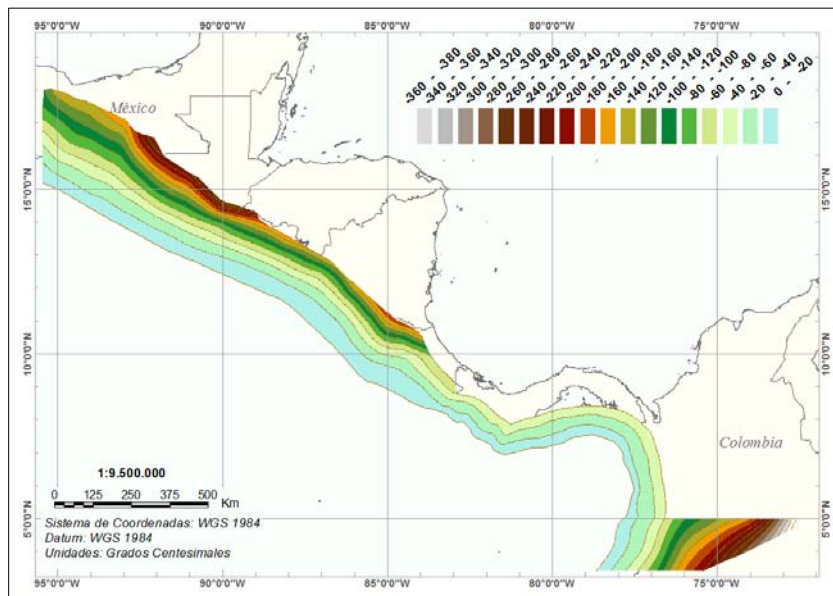 95°0'0"W 90°0'0"W 85°0'0"W 80°0'0"W 75°0'0"W
-360 - -380
-340 - -360
-320 - -340
-300 - -320
-280 - -300
-260 - -280
-240 - -260
-220 - -240
-200 - -220
-180 - -200
-160 - -180
-140 - -160
-120 - -140
-100 - -120
-80 - -100
-60 - -80
-40 - -60
-20 - -40
0 - -20
México
15°0'0"N 15°0'0"N
10°0'0"N 10°0'0"N
Colombia
1:9.500.000
0 125 250 375 500
Km
5°0'0"N 5°0'0"N
Sistema de Coordenadas: WGS 1984
Datum: WGS 1984
Unidades: Grados Centesimales
95°0'0"W 90°0'0"W 85°0'0"W 80°0'0"W 75°0'0"W